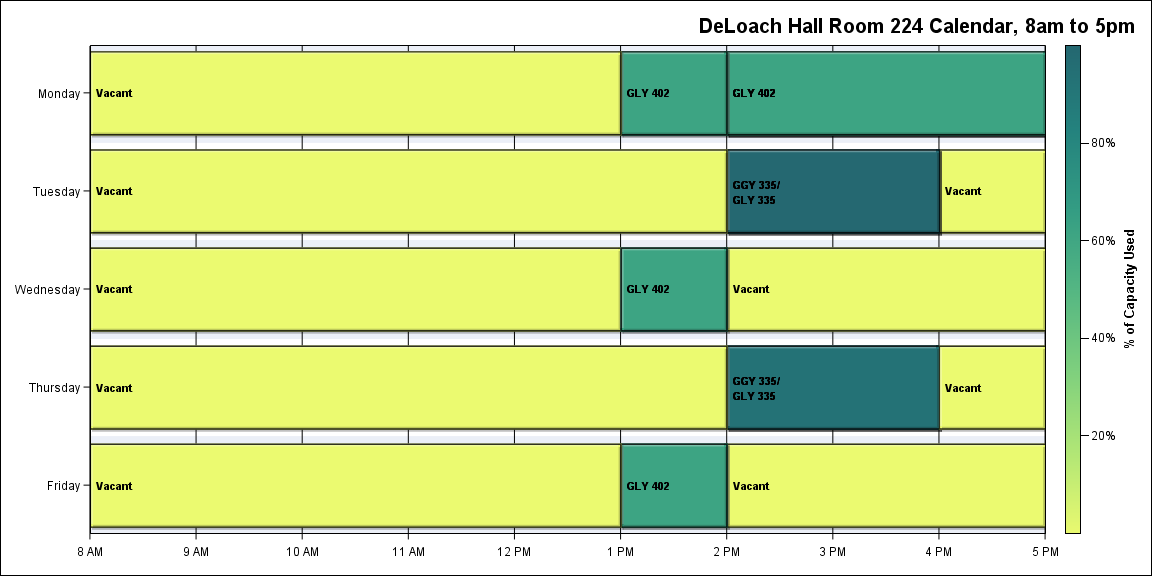 DeLoach Hall Room 224 Calendar, 8am to 5pm
Monday
Vacant
GLY 402
GLY 402
Tuesday
Vacant
GGY 335/
GLY 335
Vacant
Wednesday
Vacant
GLY 402
Vacant
Thursday
Vacant
GGY 335/
GLY 335
Vacant
Friday
Vacant
GLY 402
Vacant
8 AM
9 AM
10 AM
11 AM
12 PM
1 PM
2 PM
3 PM
4 PM
5 PM
80%
60%
40%
20%
% of Capacity Used